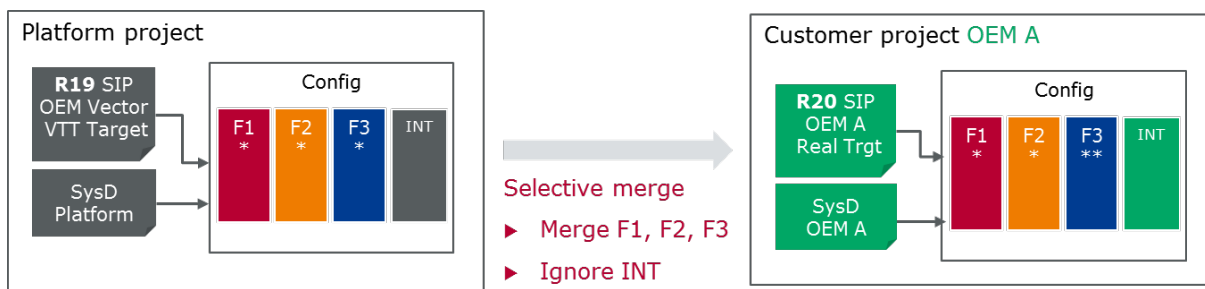 Platform project
R19 SIP
OEM Vector
VTT Target
SysD
Platform
Config
F1
*
F2
*
F3
*
INT
Selective merge
► Merge F1, F2, F3
► Ignore INT
Customer project OEM A
R20 SIP
OEM A
Real Trgt
SysD
OEM A
Config
F1
*
F2
*
F3
**
INT